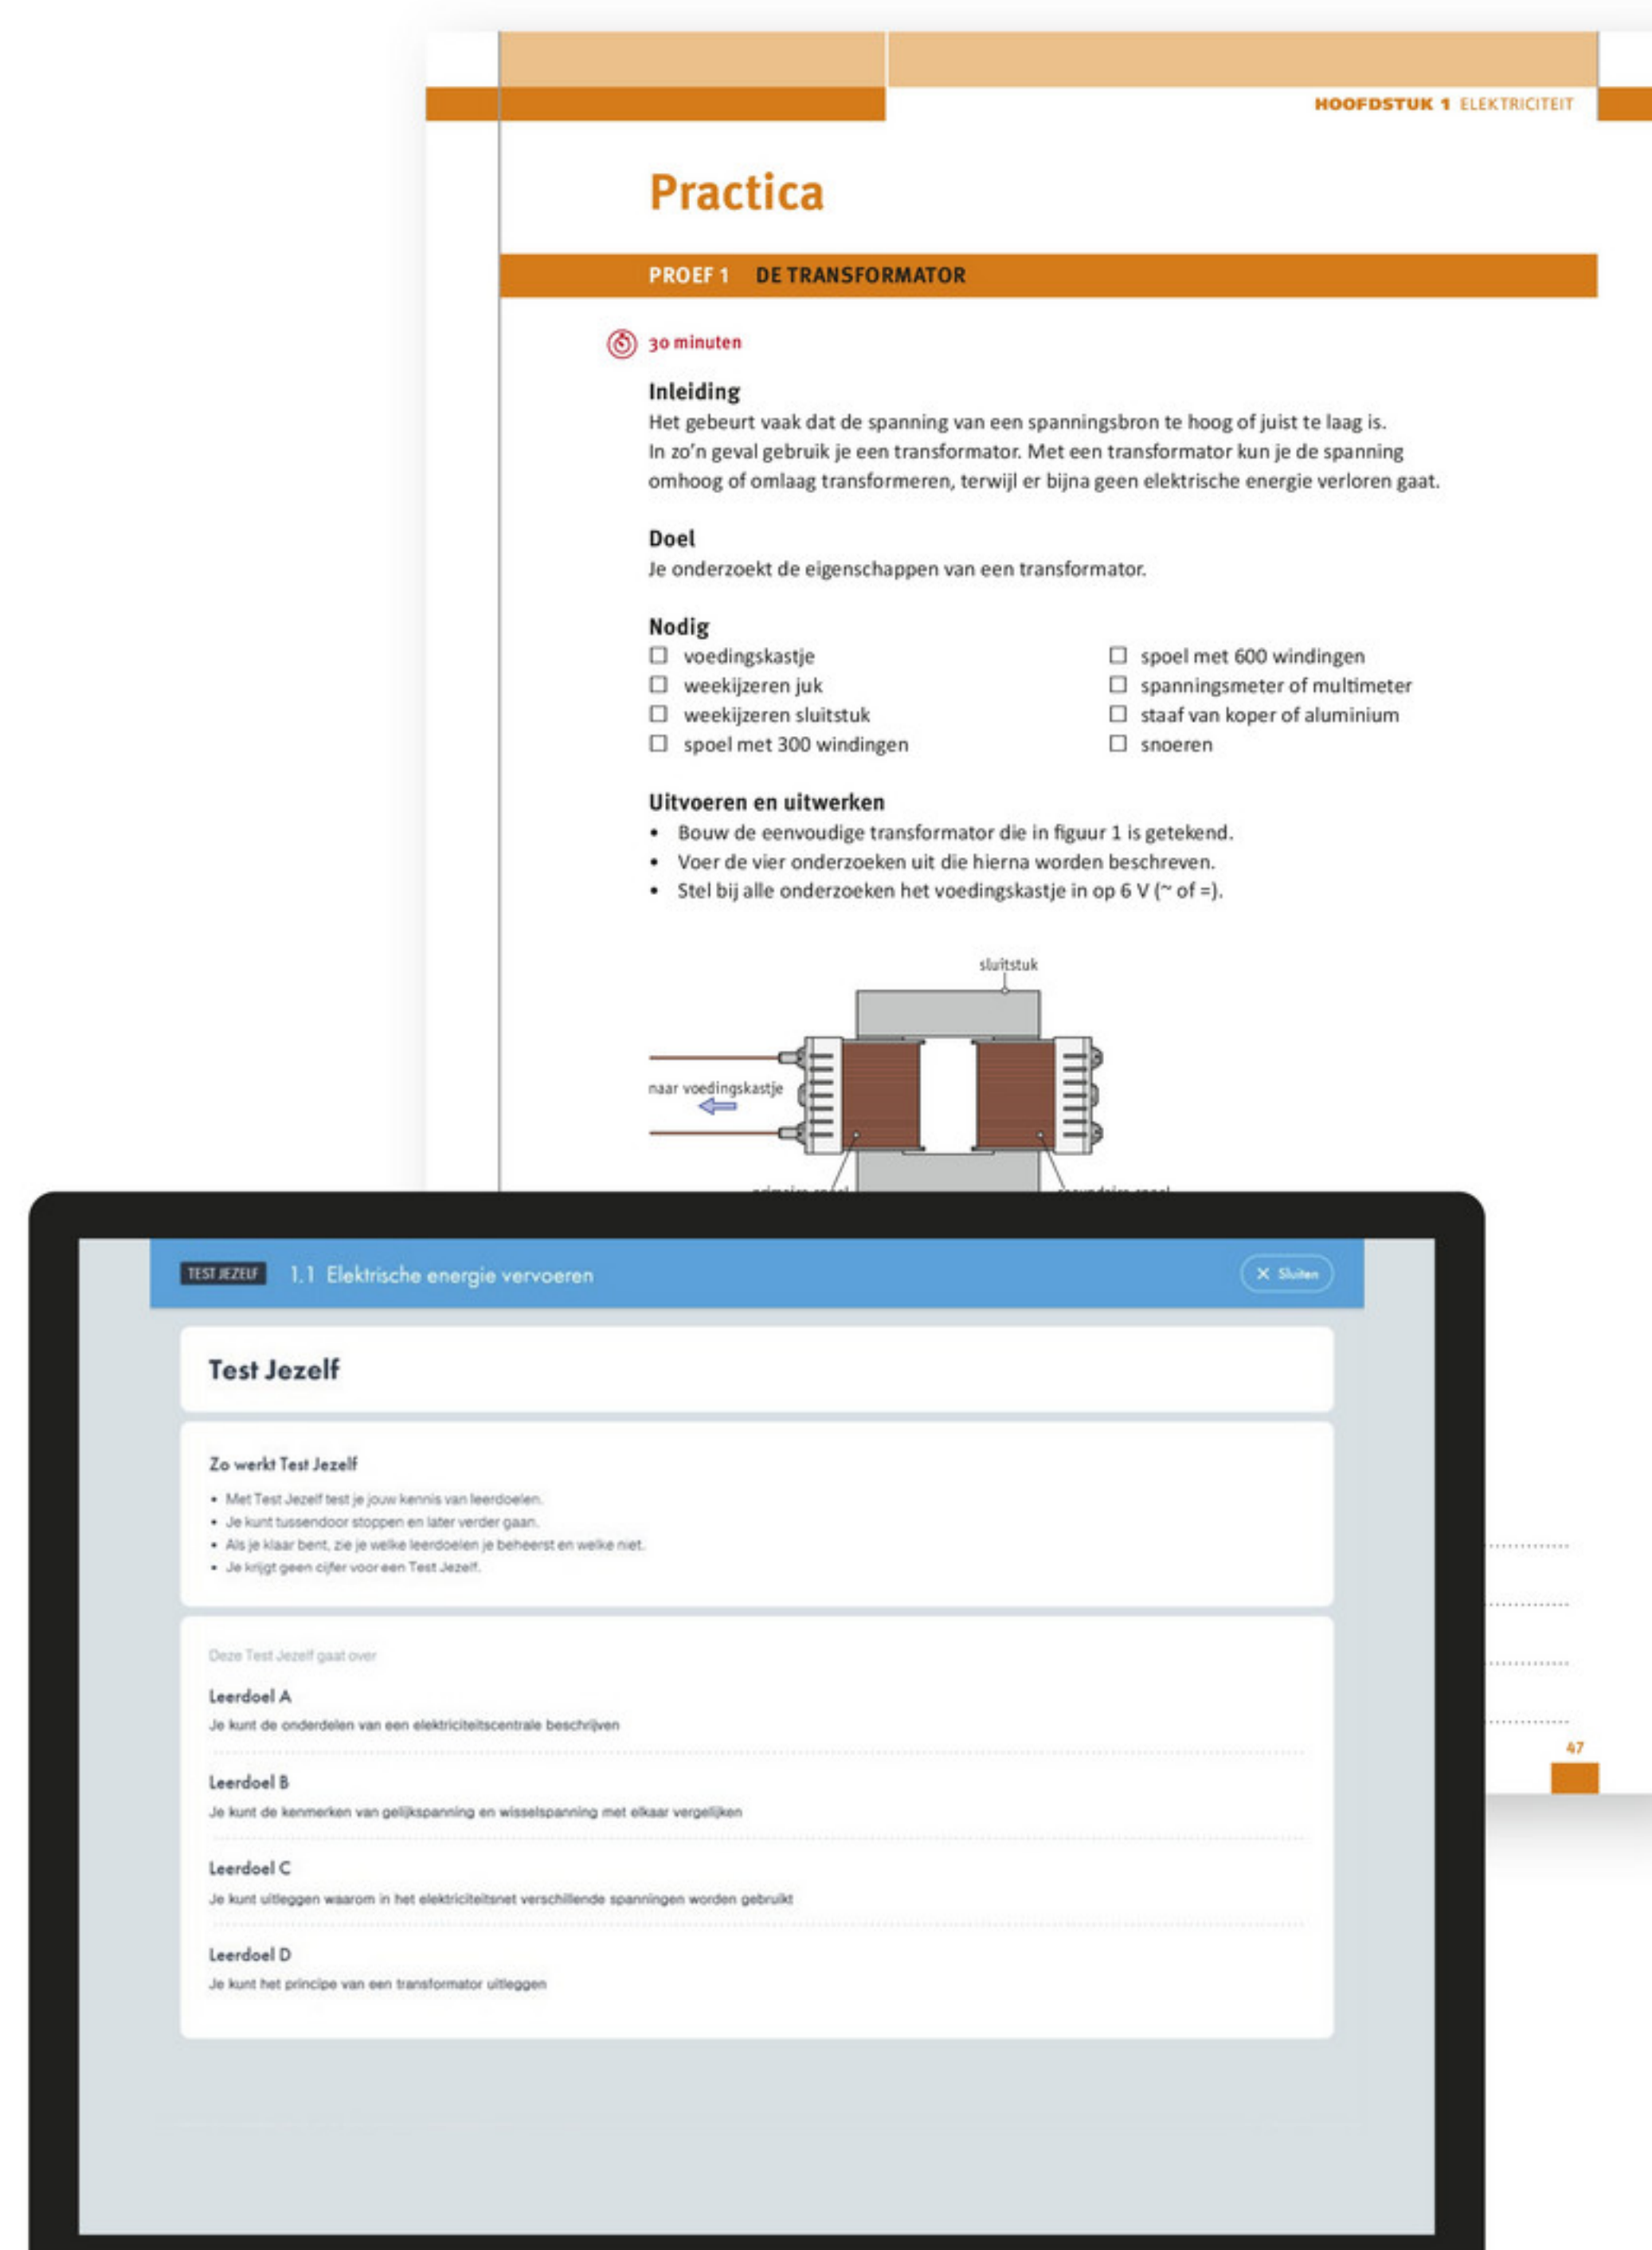 HOOFDSTUK 1 ELEKTRICITEIT
Practica
PROEF 1 DE TRANSFORMATOR
30 minuten
Inleiding
Het gebeurt vaak dat de spanning van een spanningsbron te hoog of juist te laag is.
In zo'n geval gebruik je een transformator. Met een transformator kun je de spanning
omhoog of omlaag transformeren, terwijl er bijna geen elektrische energie verloren gaat.
Doel
Je onderzoekt de eigenschappen van een transformator.
Nodig
☐ voedingskastje
☐ weekijzeren juk
☐ weekijzeren sluitstuk
☐ spoel met 300 windingen
☐ spoel met 600 windingen
☐ spanningsmeter of multimeter
☐ staaf van koper of aluminium
☐ snoeren
Uitvoeren en uitwerken
• Bouw de eenvoudige transformator die in figuur 1 is getekend.
• Voer de vier onderzoeken uit die hierna worden beschreven.
• Stel bij alle onderzoeken het voedingskastje in op 6 V (~ of =).
sluitstuk
naar voedingskastje
47
TEST JEZELF 1.1 Elektrische energie vervoeren
× Sluiten
Test Jezelf
Zo werkt Test Jezelf
• Met Test Jezelf test je jouw kennis van leerdoelen.
• Je kunt tussendoor stoppen en later verder gaan.
• Als je klaar bent, zie je welke leerdoelen je beheerst en welke niet.
• Je krijgt geen cijfer voor een Test Jezelf.
Deze Test Jezelf gaat over
Leerdoel A
Je kunt de onderdelen van een elektriciteitscentrale beschrijven
Leerdoel B
Je kunt de kenmerken van gelijkspanning en wisselspanning met elkaar vergelijken
Leerdoel C
Je kunt uitleggen waarom in het elektriciteitsnet verschillende spanningen worden gebruikt
Leerdoel D
Je kunt het principe van een transformator uitleggen